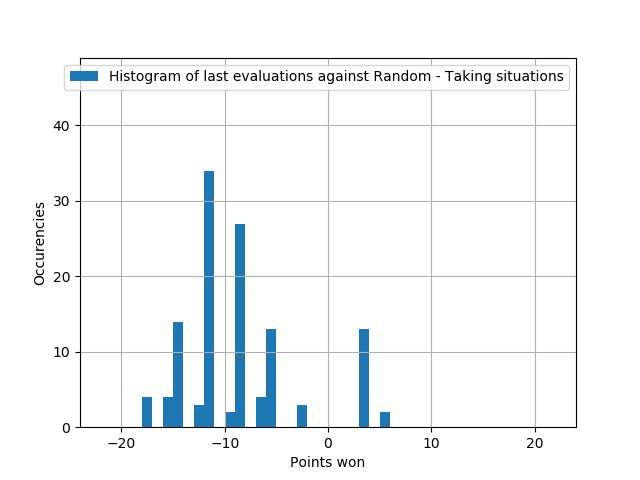 Histogram of last evaluations against Random - Taking situations
40
30
20
10
0
Occurencies
−20 −10 0 10 20
Points won